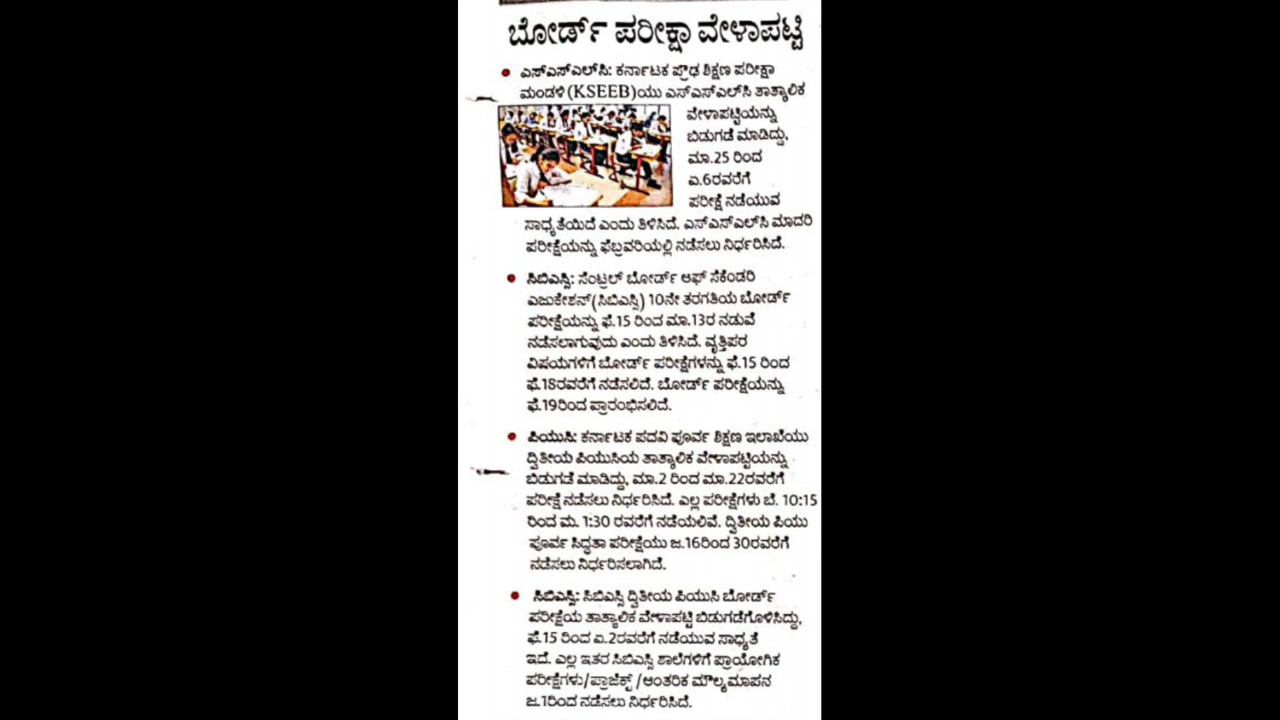 ಬೋರ್ಡ್ ಪರೀಕ್ಷಾ ವೇಳಾಪಟ್ಟಿ
• ಎಸ್ಎಸ್ಎಲ್‌ಸಿ: ಕರ್ನಾಟಕ ಪ್ರೌಢ ಶಿಕ್ಷಣ ಪರೀಕ್ಷಾ
ಮಂಡಳಿ (KSEEB)ಯು ಎಸ್ಎಸ್ಎಲ್‌ಸಿ ತಾತ್ಕಾಲಿಕ
ವೇಳಾಪಟ್ಟಿಯನ್ನು
ಬಿಡುಗಡೆ ಮಾಡಿದ್ದು,
ಮಾ.25 ರಿಂದ
ಏ.6ರವರೆಗೆ
ಪರೀಕ್ಷೆ ನಡೆಯುವ
ಸಾಧ್ಯತೆಯಿದೆ ಎಂದು ತಿಳಿಸಿದೆ. ಎಸ್ಎಸ್ಎಲ್‌ಸಿ ಮಾದರಿ
ಪರೀಕ್ಷೆಯನ್ನು ಫೆಬ್ರವರಿಯಲ್ಲಿ ನಡೆಸಲು ನಿರ್ಧರಿಸಿದೆ.
• ಸಿಬಿಎಸ್ಸಿ: ಸೆಂಟ್ರಲ್ ಬೋರ್ಡ್ ಆಫ್ ಸೆಕೆಂಡರಿ
ಎಜುಕೇಶನ್(ಸಿಬಿಎಸ್ಸಿ) 10ನೇ ತರಗತಿಯ ಬೋರ್ಡ್
ಪರೀಕ್ಷೆಯನ್ನು ಫೆ.15 ರಿಂದ ಮಾ.13ರ ನಡುವೆ
ನಡೆಸಲಾಗುವುದು ಎಂದು ತಿಳಿಸಿದೆ. ವೃತ್ತಿಪರ
ವಿಷಯಗಳಿಗೆ ಬೋರ್ಡ್ ಪರೀಕ್ಷೆಗಳನ್ನು ಫೆ.15 ರಿಂದ
ಫೆ.18ರವರೆಗೆ ನಡೆಸಲಿದೆ. ಬೋರ್ಡ್ ಪರೀಕ್ಷೆಯನ್ನು
ಫೆ.19ರಿಂದ ಪ್ರಾರಂಭಿಸಲಿದೆ.
• ಪಿಯುಸಿ: ಕರ್ನಾಟಕ ಪದವಿ ಪೂರ್ವ ಶಿಕ್ಷಣ ಇಲಾಖೆಯು
ದ್ವಿತೀಯ ಪಿಯುಸಿಯ ತಾತ್ಕಾಲಿಕ ವೇಳಾಪಟ್ಟಿಯನ್ನು
ಬಿಡುಗಡೆ ಮಾಡಿದ್ದು, ಮಾ.2 ರಿಂದ ಮಾ.22ರವರೆಗೆ
ಪರೀಕ್ಷೆ ನಡೆಸಲು ನಿರ್ಧರಿಸಿದೆ. ಎಲ್ಲ ಪರೀಕ್ಷೆಗಳು ಬೆ. 10:15
ರಿಂದ ಮ. 1:30 ರವರೆಗೆ ನಡೆಯಲಿವೆ. ದ್ವಿತೀಯ ಪಿಯು
ಪೂರ್ವ ಸಿದ್ಧತಾ ಪರೀಕ್ಷೆಯು ಜ.16ರಿಂದ 30ರವರೆಗೆ
ನಡೆಸಲು ನಿರ್ಧರಿಸಲಾಗಿದೆ.
• ಸಿಬಿಎಸ್ಸಿ: ಸಿಬಿಎಸ್ಸಿ ದ್ವಿತೀಯ ಪಿಯುಸಿ ಬೋರ್ಡ್
ಪರೀಕ್ಷೆಯ ತಾತ್ಕಾಲಿಕ ವೇಳಾಪಟ್ಟಿ ಬಿಡುಗಡೆಗೊಳಿಸಿದ್ದು,
ಫೆ.15 ರಿಂದ ಏ.2ರವರೆಗೆ ನಡೆಯುವ ಸಾಧ್ಯತೆ
ಇದೆ. ಎಲ್ಲ ಇತರ ಸಿಬಿಎಸ್ಸಿ ಶಾಲೆಗಳಿಗೆ ಪ್ರಾಯೋಗಿಕ
ಪರೀಕ್ಷೆಗಳು/ಪ್ರಾಜೆಕ್ಟ್ /ಆಂತರಿಕ ಮೌಲ್ಯಮಾಪನ
ಜ.1ರಿಂದ ನಡೆಸಲು ನಿರ್ಧರಿಸಿದೆ.